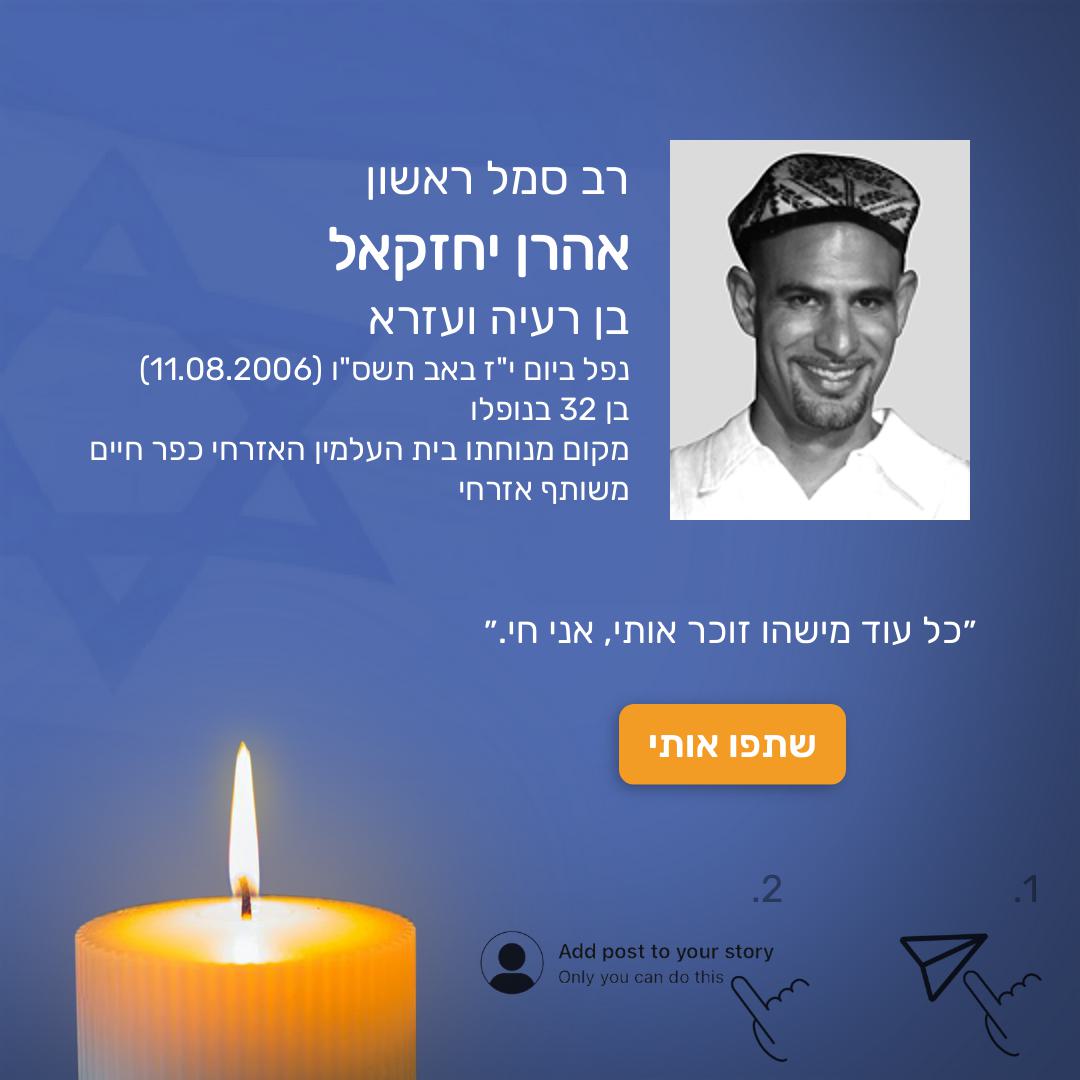 רב סמל ראשון
אהרן יחזקאל
בן רעיה ועזרא
נפל ביום י"ז באב תשס"ו (11.08.2006)
בן 32 בנופלו
מקום מנוחתו בית העלמין האזרחי כפר חיים
משותף אזרחי
״כל עוד מישהו זוכר אותי, אני חי.״
שתפו אותי
1.
2.
Add post to your story
Only you can do this